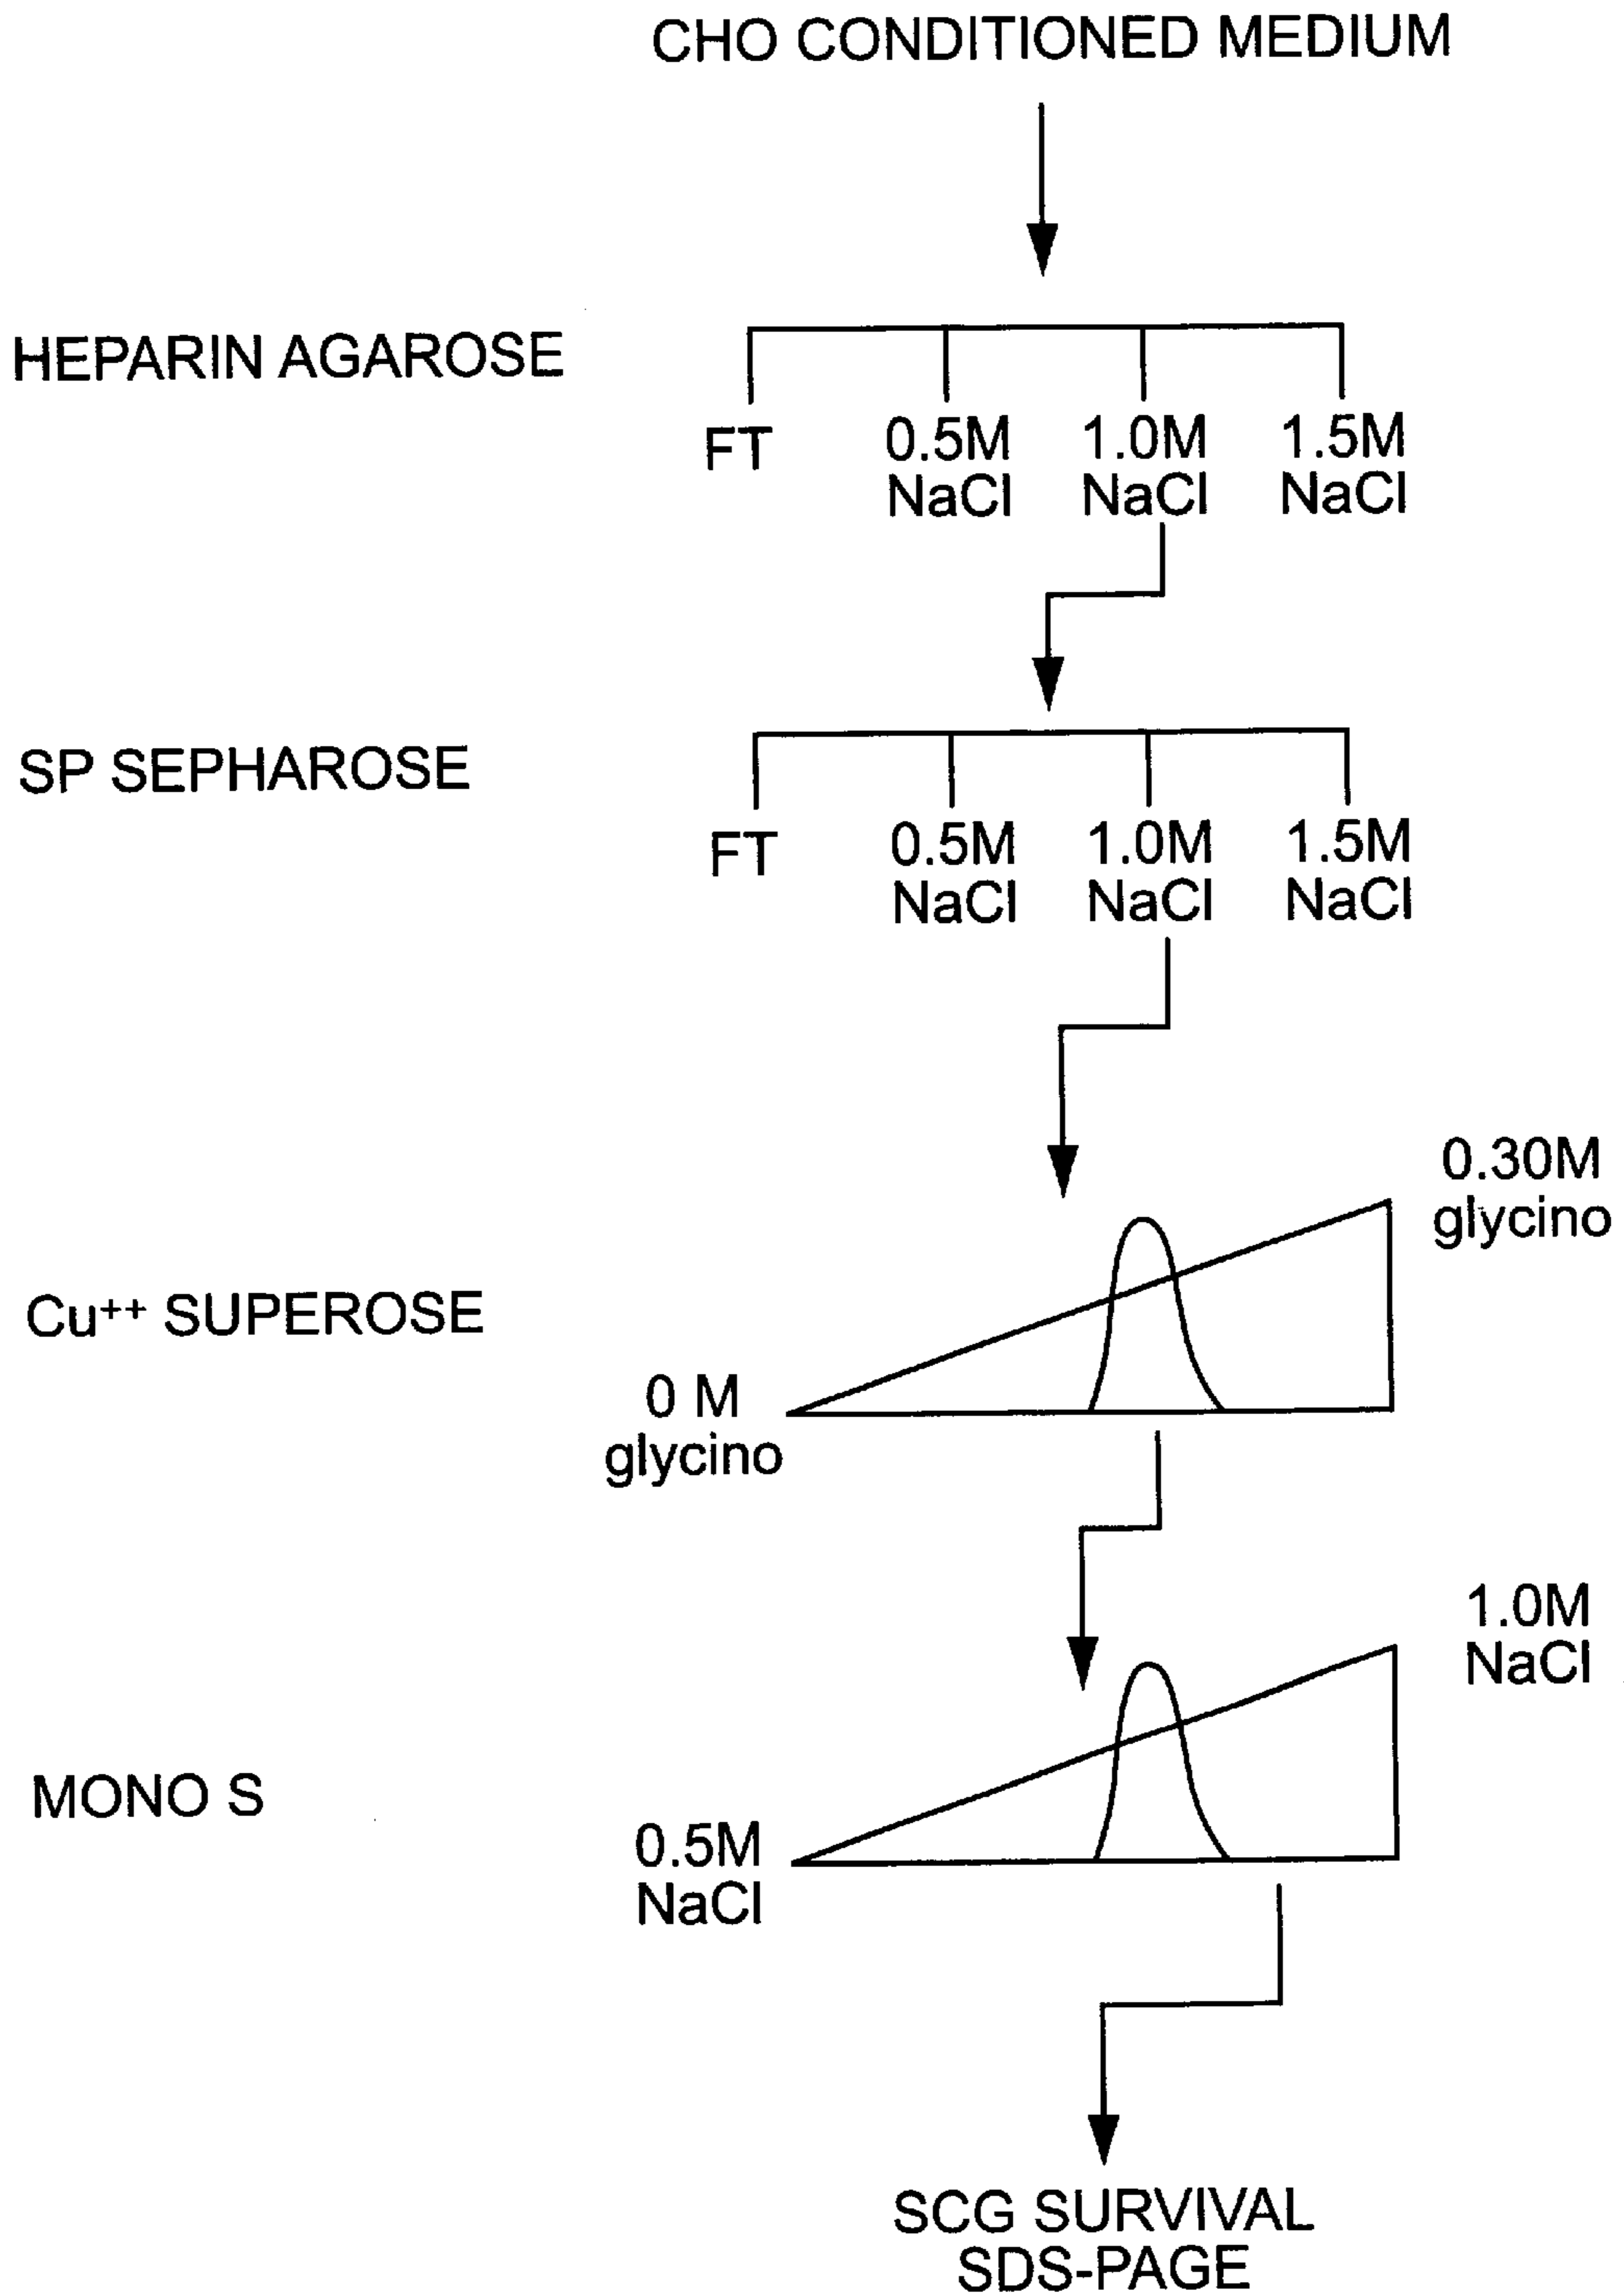 CHO CONDITIONED MEDIUM
HEPARIN AGAROSE
FT
0.5M
NaCl
1.0M
NaCl
1.5M
NaCl
SP SEPHAROSE
FT
0.5M
NaCl
1.0M
NaCl
1.5M
NaCl
0.30M
glycino
Cu++ SUPEROSE
0 M
glycino
1.0M
NaCl
MONO S
0.5M
NaCl
SCG SURVIVAL
SDS-PAGE